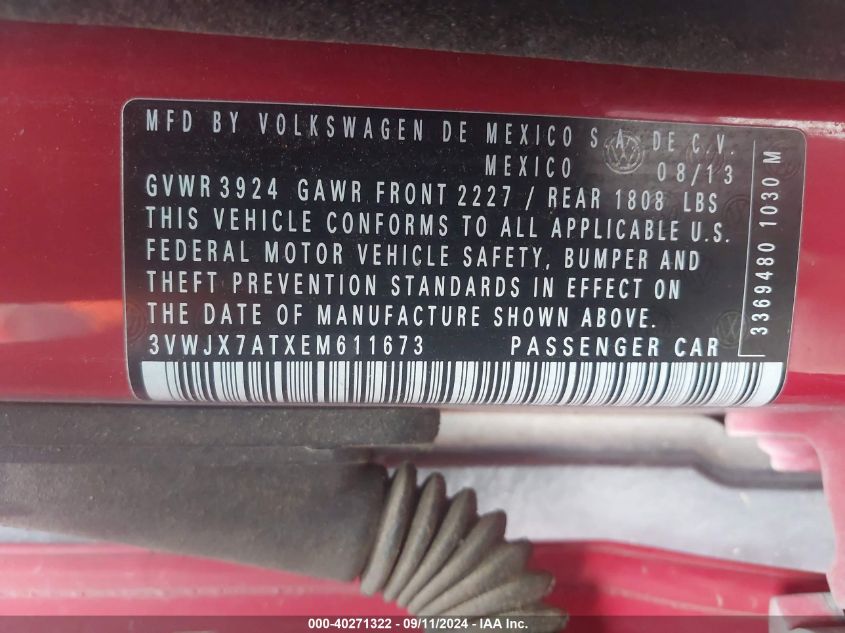 MFD BY VOLKSWAGEN DE MEXICO S.A. DE C.V.
MEXICO 08/13
GVWR 3924 GAWR FRONT 2227 / REAR 1808 LBS
THIS VEHICLE CONFORMS TO ALL APPLICABLE U.S.
FEDERAL MOTOR VEHICLE SAFETY, BUMPER AND
THEFT PREVENTION STANDARDS IN EFFECT ON
THE DATE OF MANUFACTURE SHOWN ABOVE.
3VWJX7ATXEM611673 PASSENGER CAR
3369480 1030 M
000-40271322 - 09/11/2024 - IAA Inc.